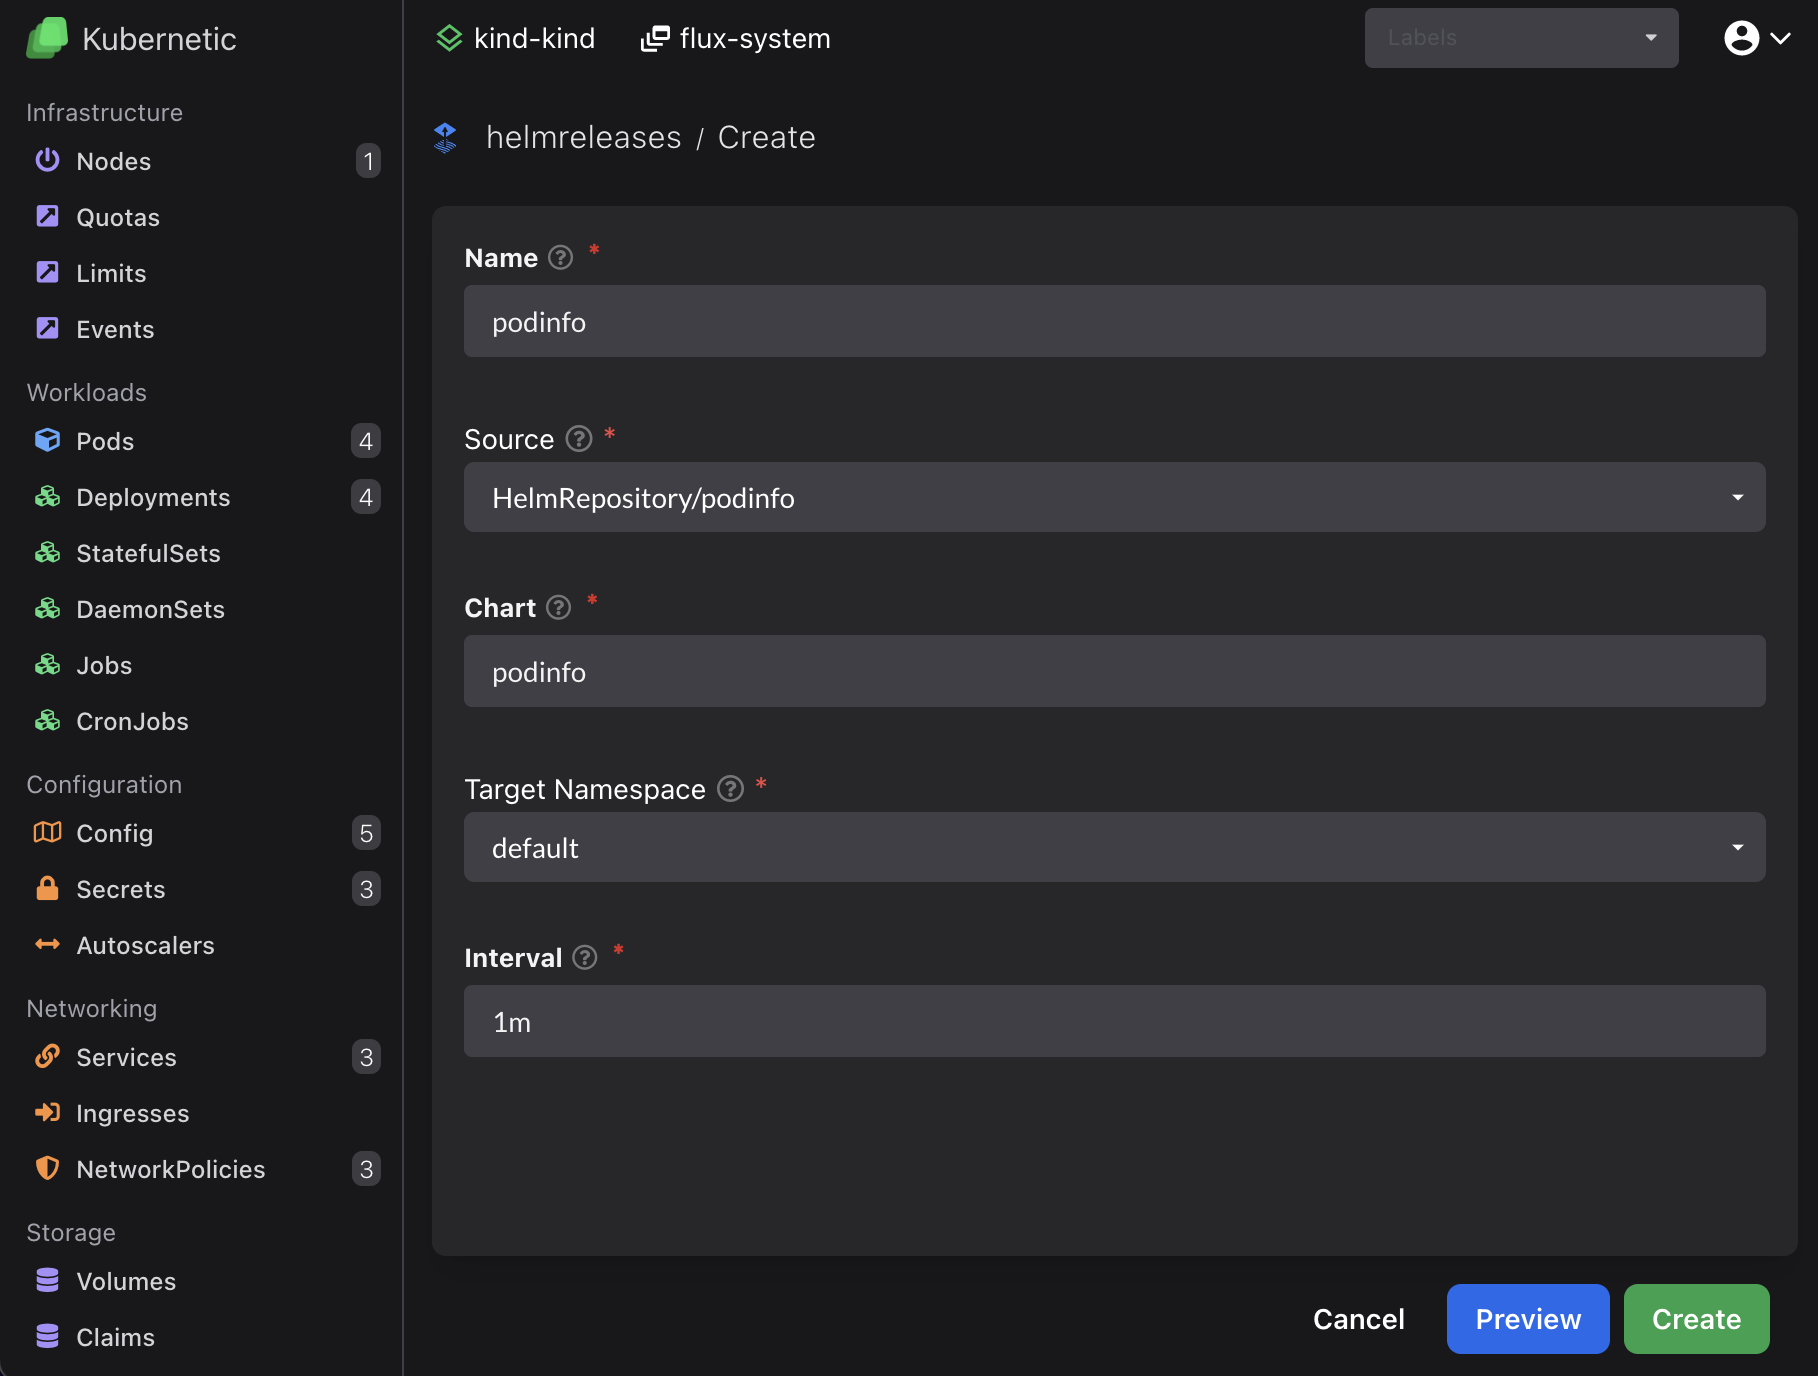 Kubernetic
Infrastructure
Nodes 1
Quotas
Limits
Events
Workloads
Pods 4
Deployments 4
StatefulSets
DaemonSets
Jobs
CronJobs
Configuration
Config 5
Secrets 3
Autoscalers
Networking
Services 3
Ingresses
NetworkPolicies 3
Storage
Volumes
Claims
kind-kind flux-system
Labels
helmreleases / Create
Name ? *
podinfo
Source ? *
HelmRepository/podinfo
Chart ? *
podinfo
Target Namespace ? *
default
Interval ? *
1m
Cancel Preview Create